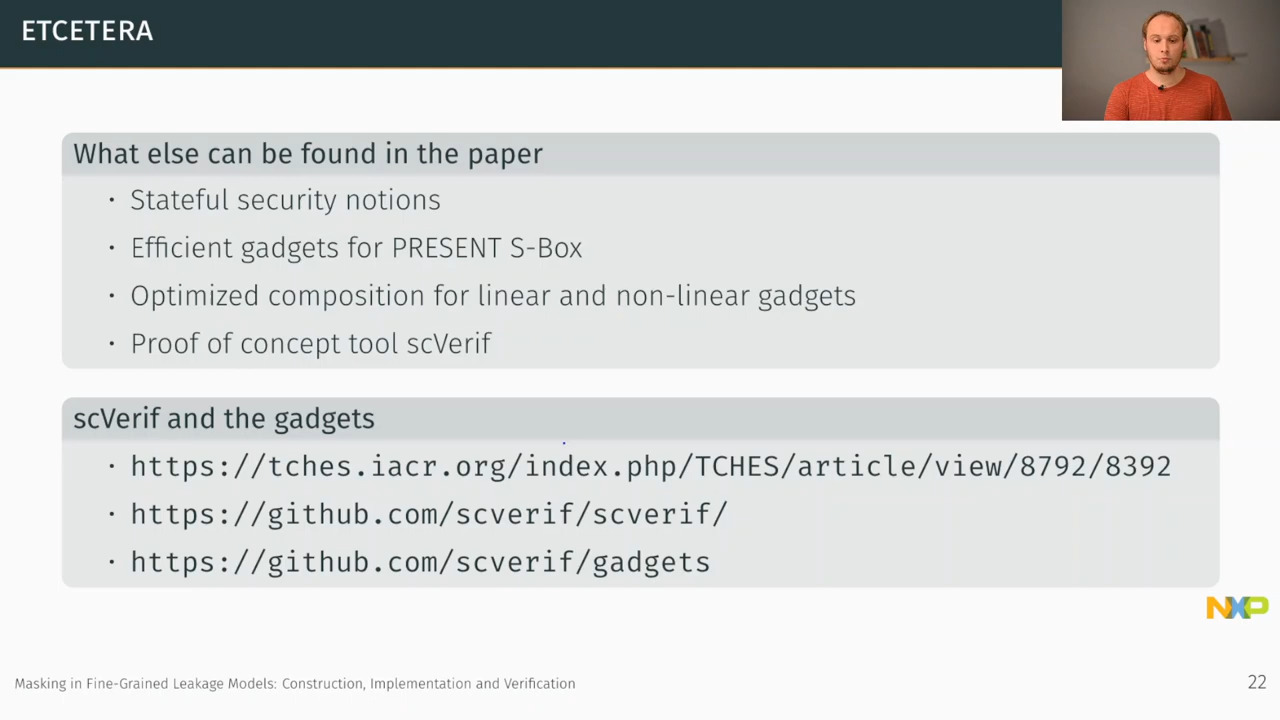 ETCETERA
What else can be found in the paper
· Stateful security notions
· Efficient gadgets for PRESENT S-Box
· Optimized composition for linear and non-linear gadgets
· Proof of concept tool scVerif
scVerif and the gadgets
· https://tches.iacr.org/index.php/TCHES/article/view/8792/8392
· https://github.com/scverif/scverif/
· https://github.com/scverif/gadgets
NXP
Masking in Fine-Grained Leakage Models: Construction, Implementation and Verification
22